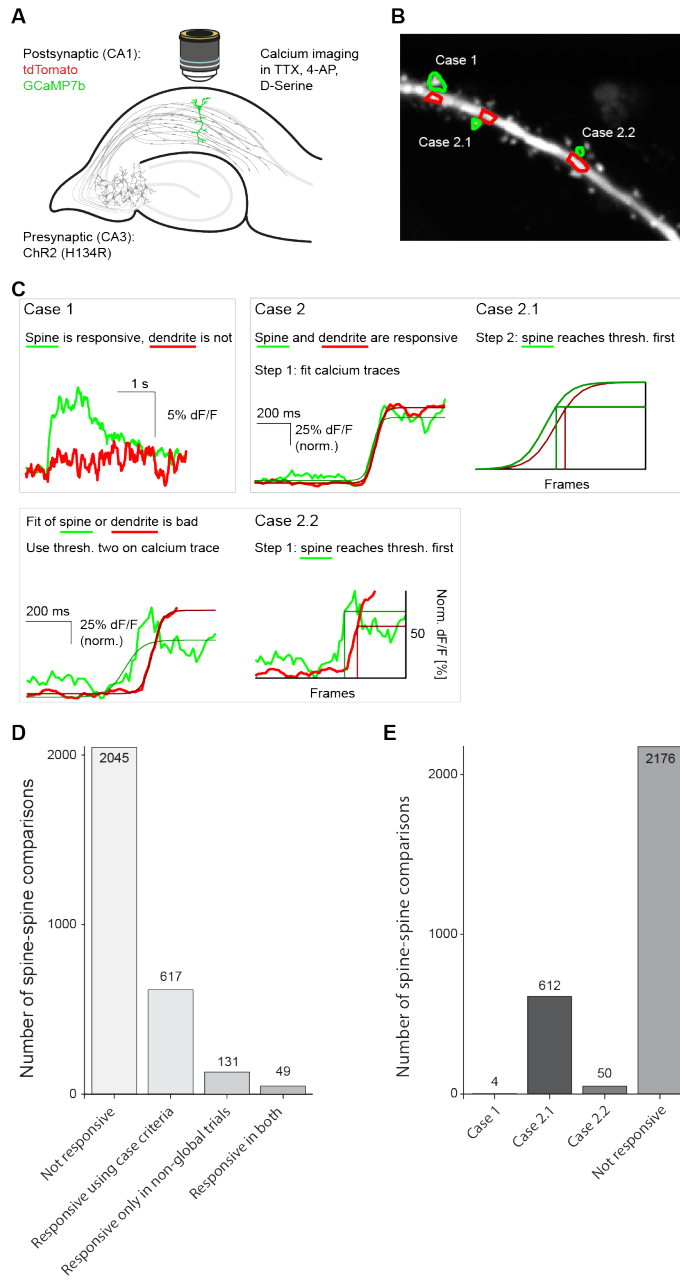 A
Postsynaptic (CA1):
tdTomato
GCaMP7b
Calcium imaging
in TTX, 4-AP,
D-Serine
Presynaptic (CA3):
ChR2 (H134R)
B
Case 1
Case 2.1
Case 2.2
C
Case 1
Spine is responsive, dendrite is not
1 s
5% dF/F
Case 2
Spine and dendrite are responsive
Step 1: fit calcium traces
200 ms
25% dF/F
(norm.)
Case 2.1
Step 2: spine reaches thresh. first
Frames
Fit of spine or dendrite is bad
Use thresh. two on calcium trace
200 ms
25% dF/F
(norm.)
Case 2.2
Step 1: spine reaches thresh. first
50
Norm. dF/F [%]
Frames
D
Number of spine-spine comparisons
2000
1000
0
2045
617
131
49
Not responsive
Responsive using case criteria
Responsive only in non-global trials
Responsive in both
E
Number of spine-spine comparisons
2000
1000
0
4
612
50
2176
Case 1
Case 2.1
Case 2.2
Not responsive